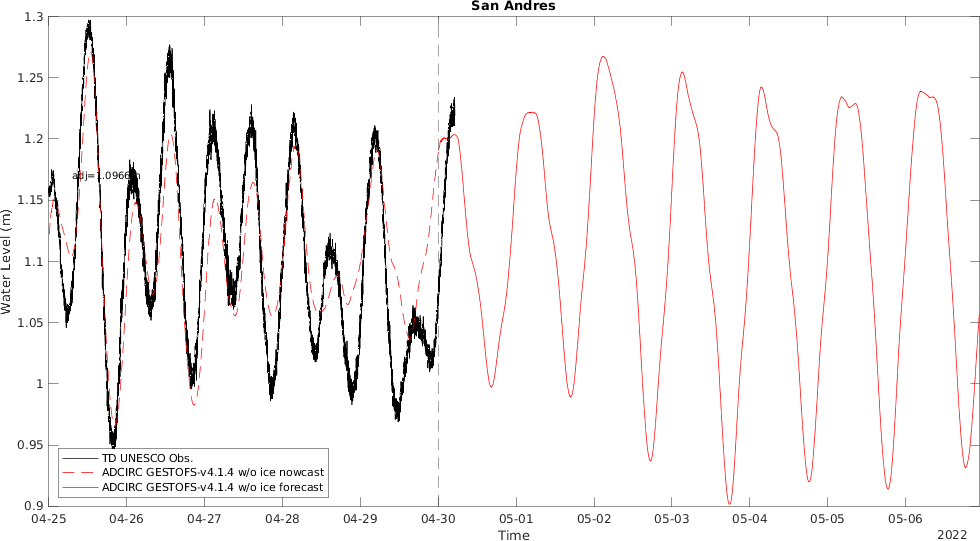 San Andres
1.3
1.25
1.2
1.15
1.1
1.05
1
0.95
0.9
Water Level (m)
adj=1.0966m
TD UNESCO Obs.
ADCIRC GESTOFS-v4.1.4 w/o ice nowcast
ADCIRC GESTOFS-v4.1.4 w/o ice forecast
04-25 04-26 04-27 04-28 04-29 04-30 05-01 05-02 05-03 05-04 05-05 05-06
Time
2022